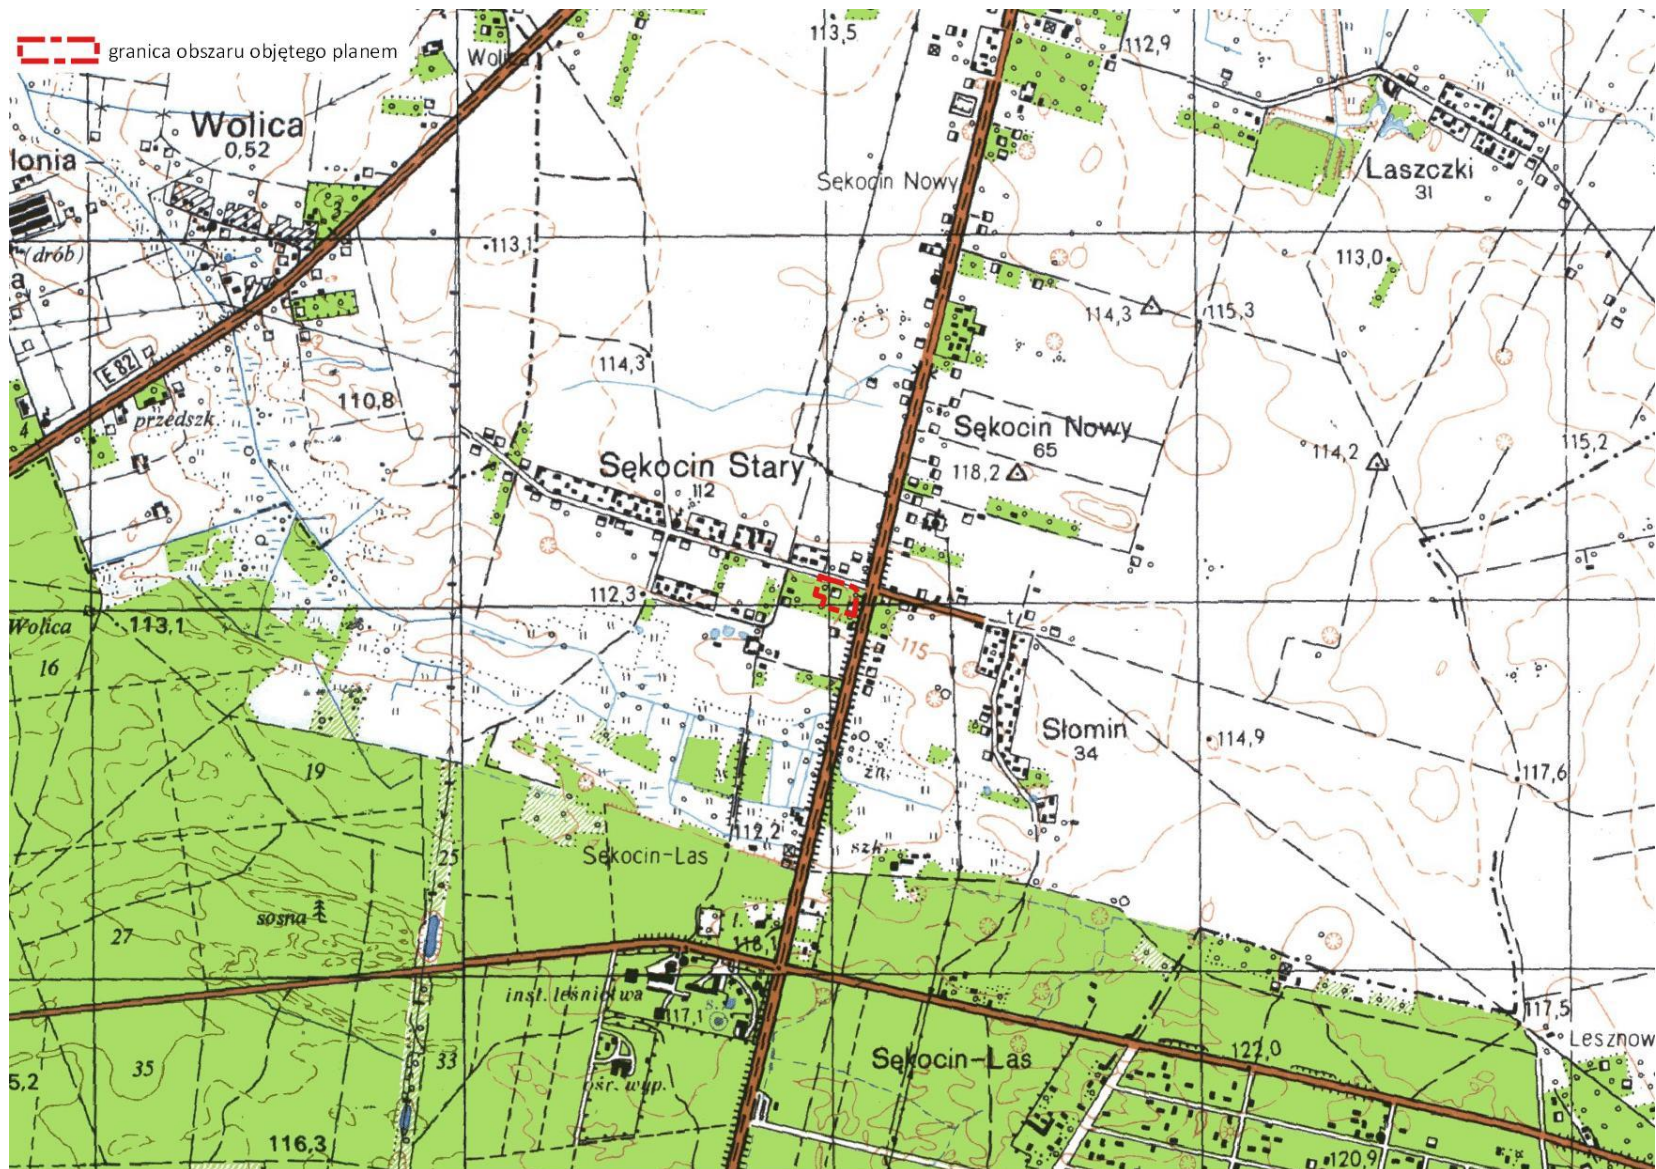 granica obszaru objętego planem
113,5
112,9
Wolica
Wolica
0,52
lonia
Sękocin Nowy
Laszczki
31
3
(drób)
a
113,1
113,0
114,3
115,3
E 82
114,3
110,8
przedszk
4
Sękocin Nowy
65
114,2
115,2
Sękocin Stary
112
118,2
112,3
Wolica
113,1
16
115
t.
Słomin
34
114,9
19
117,6
źn.
112,2
25
Sękocin-Las
szk.
sosna
27
l.
118,1
inst. leśnictwa
s.
117,1
117,5
Lesznow
5,2
35
33
Sękocin-Las
122,0
ośr. wyp.
116,3
120,9